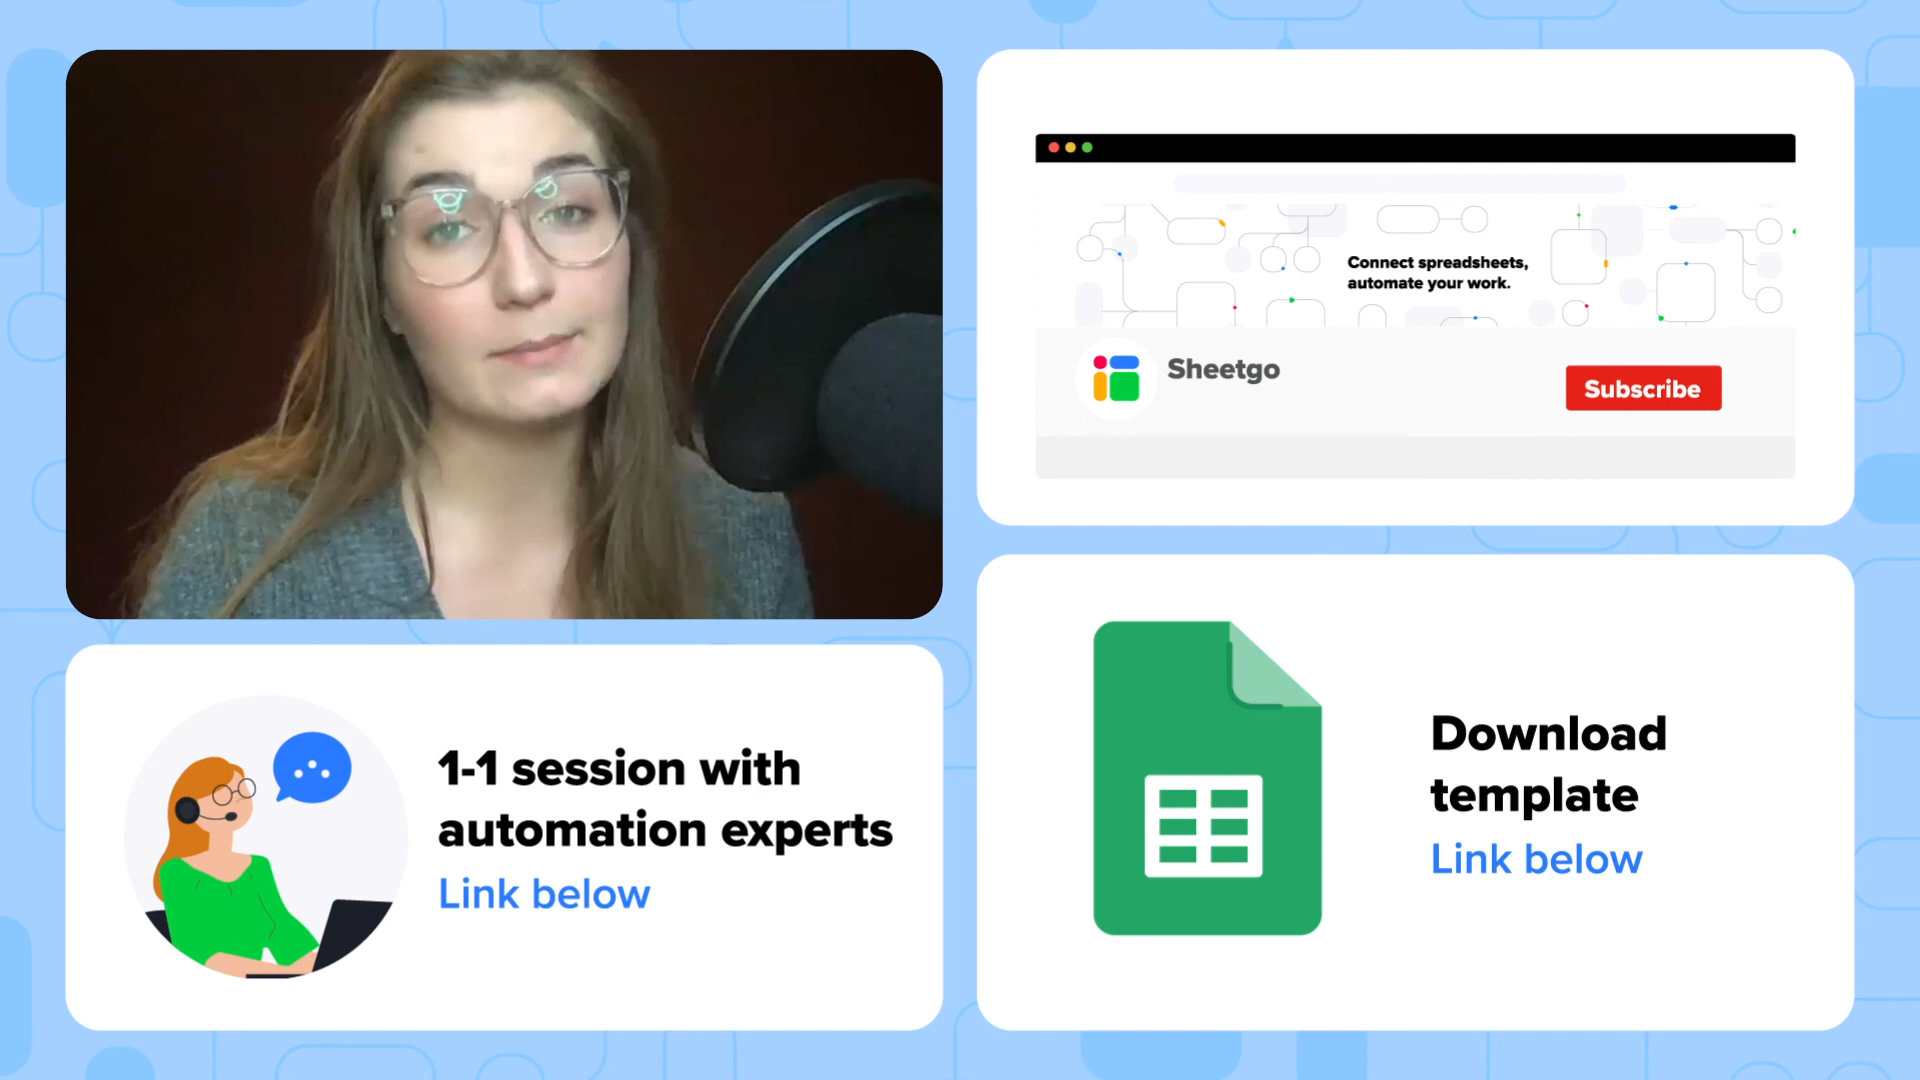 Connect spreadsheets,
automate your work.
Sheetgo
Subscribe
1-1 session with
automation experts
Link below
Download
template
Link below